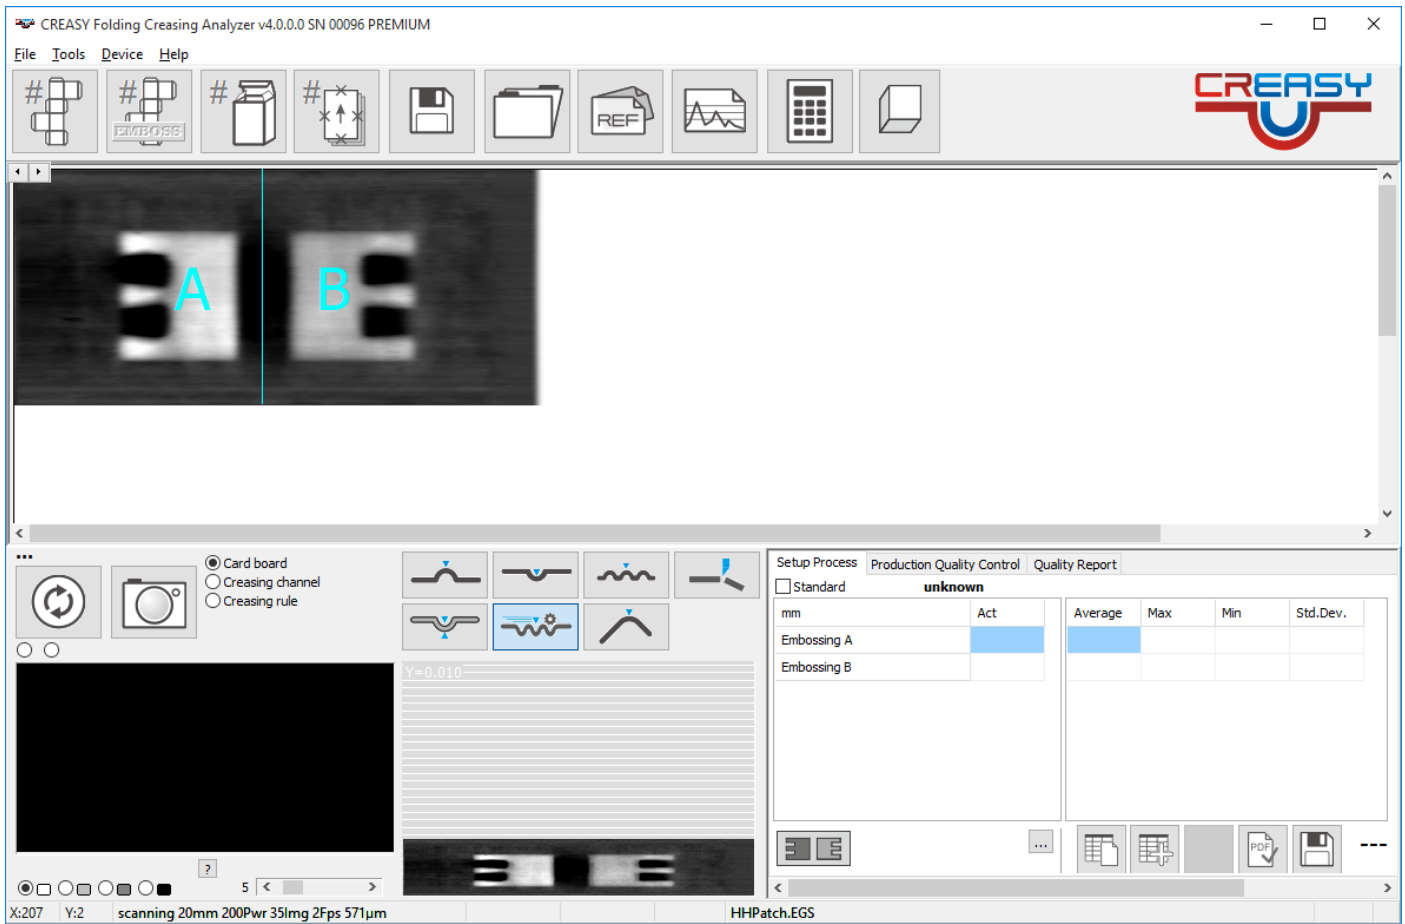 CREASY Folding Creasing Analyzer v4.0.0.0 SN 00096 PREMIUM
File Tools Device Help
# # # #
EMBOSS
REF
CREASY
A B
...
Card board
Creasing channel
Creasing rule
Y=0.010
?
5
Setup Process Production Quality Control Quality Report
Standard unknown
mm Act Average Max Min Std.Dev.
Embossing A
Embossing B
...
PDF
---
X:207 Y:2 scanning 20mm 200Pwr 35Img 2Fps 571µm HHPatch.EGS